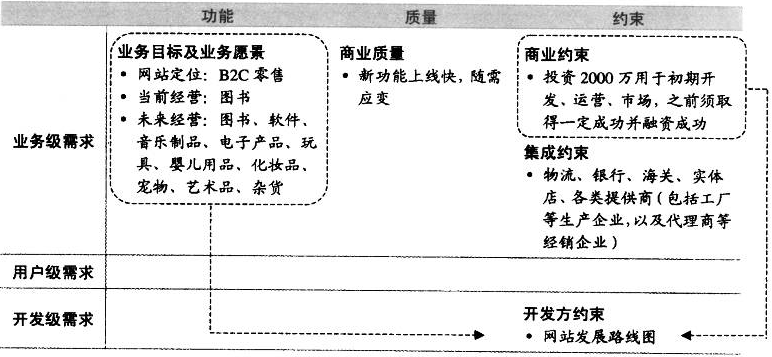 功能 质量 约束
业务级需求
业务目标及业务愿景
• 网站定位：B2C 零售
• 当前经营：图书
• 未来经营：图书、软件、
音乐制品、电子产品、玩
具、婴儿用品、化妆品、
宠物、艺术品、杂货
商业质量
• 新功能上线快，随需
应变
商业约束
• 投资 2000 万用于初期开
发、运营、市场，之前须取
得一定成功并融资成功
集成约束
• 物流、银行、海关、实体
店、各类提供商（包括工厂
等生产企业，以及代理商等
经销企业）
用户级需求
开发级需求
开发方约束
• 网站发展路线图